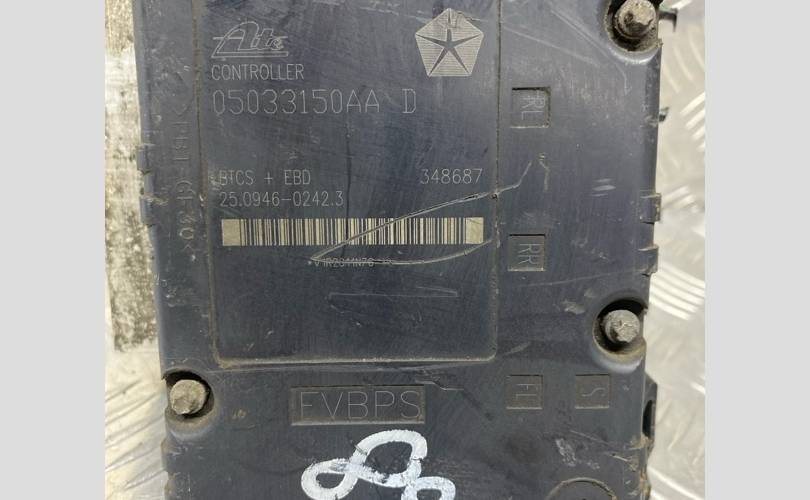 Ate
CONTROLLER
05033150AA D
RL
BTCS + EBD 348687
25.0946-0242.3
RR
FL S
FVBPS